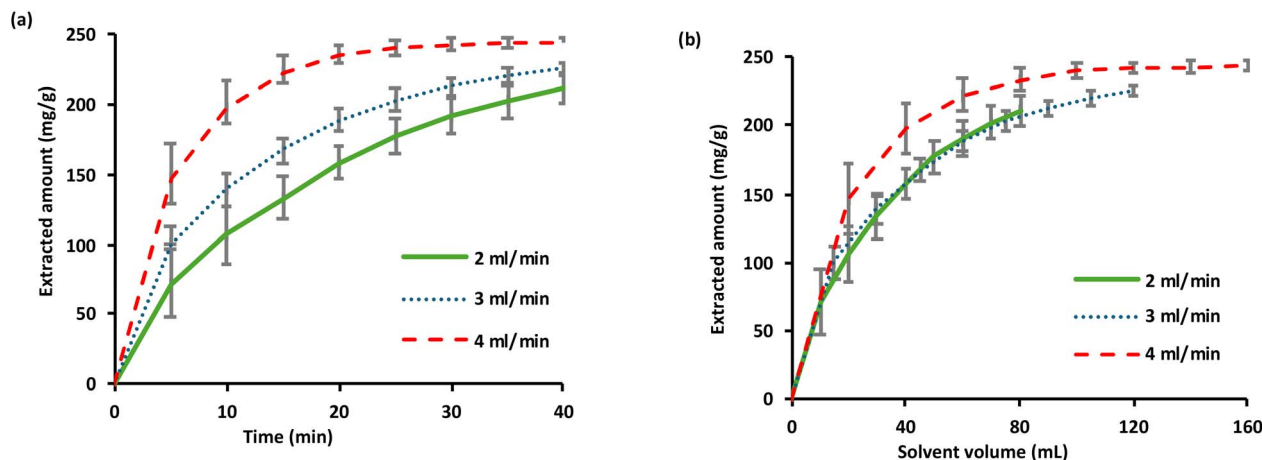 (a)
250
200
150
100
50
0
Extracted amount (mg/g)
0 10 20 30 40
Time (min)
2 ml/min
3 ml/min
4 ml/min
(b)
250
200
150
100
50
0
Extracted amount (mg/g)
0 40 80 120 160
Solvent volume (mL)
2 ml/min
3 ml/min
4 ml/min